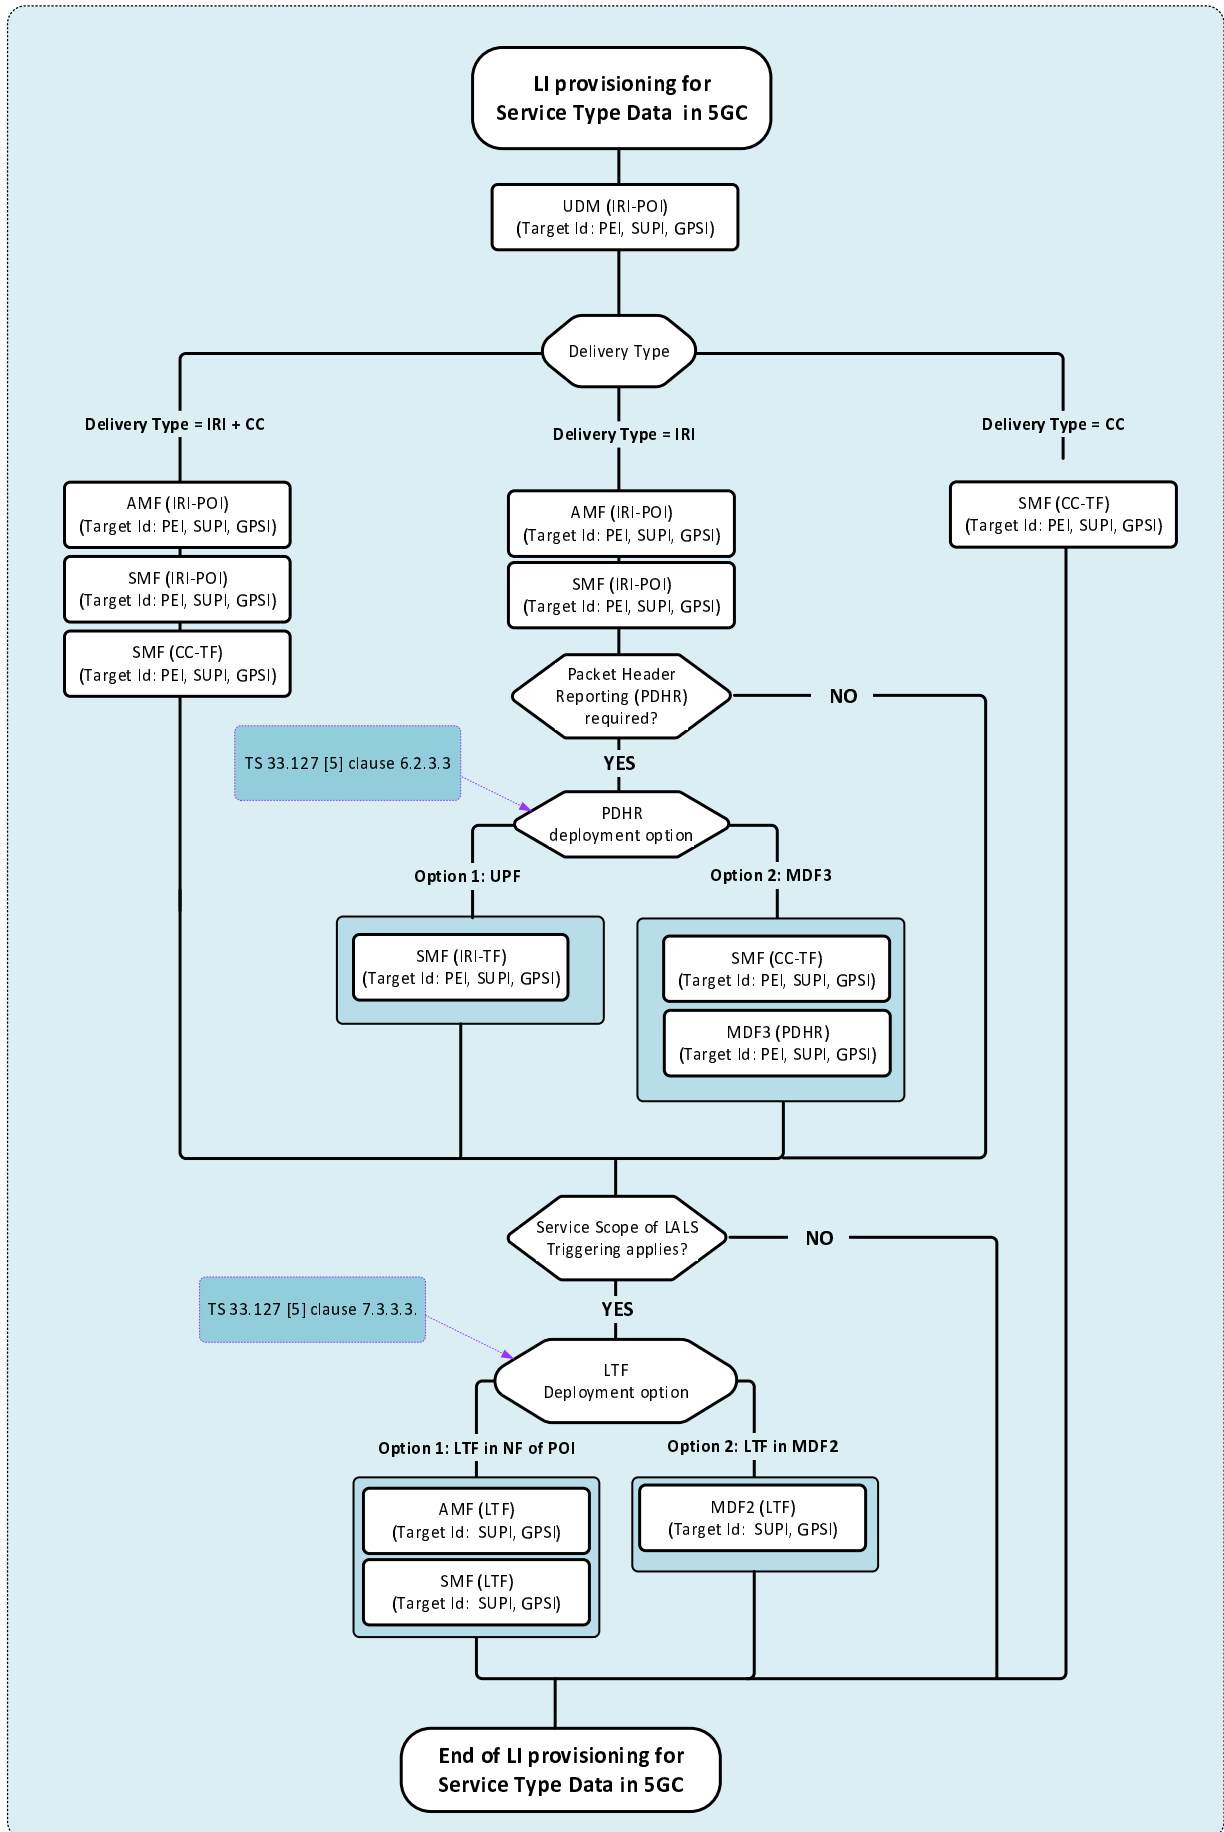 LI provisioning for
Service Type Data in 5GC
UDM (IRI-POI)
(Target Id: PEI, SUPI, GPSI)
Delivery Type
Delivery Type = IRI + CC
Delivery Type = IRI
Delivery Type = CC
AMF (IRI-POI)
(Target Id: PEI, SUPI, GPSI)
SMF (IRI-POI)
(Target Id: PEI, SUPI, GPSI)
SMF (CC-TF)
(Target Id: PEI, SUPI, GPSI)
AMF (IRI-POI)
(Target Id: PEI, SUPI, GPSI)
SMF (IRI-POI)
(Target Id: PEI, SUPI, GPSI)
SMF (CC-TF)
(Target Id: PEI, SUPI, GPSI)
Packet Header
Reporting (PDHR)
required?
NO
YES
TS 33.127 [5] clause 6.2.3.3
PDHR
deployment option
Option 1: UPF
Option 2: MDF3
SMF (IRI-TF)
(Target Id: PEI, SUPI, GPSI)
SMF (CC-TF)
(Target Id: PEI, SUPI, GPSI)
MDF3 (PDHR)
(Target Id: PEI, SUPI, GPSI)
Service Scope of LALS
Triggering applies?
NO
YES
TS 33.127 [5] clause 7.3.3.3.
LTF
Deployment option
Option 1: LTF in NF of POI
Option 2: LTF in MDF2
AMF (LTF)
(Target Id: SUPI, GPSI)
SMF (LTF)
(Target Id: SUPI, GPSI)
MDF2 (LTF)
(Target Id: SUPI, GPSI)
End of LI provisioning for
Service Type Data in 5GC